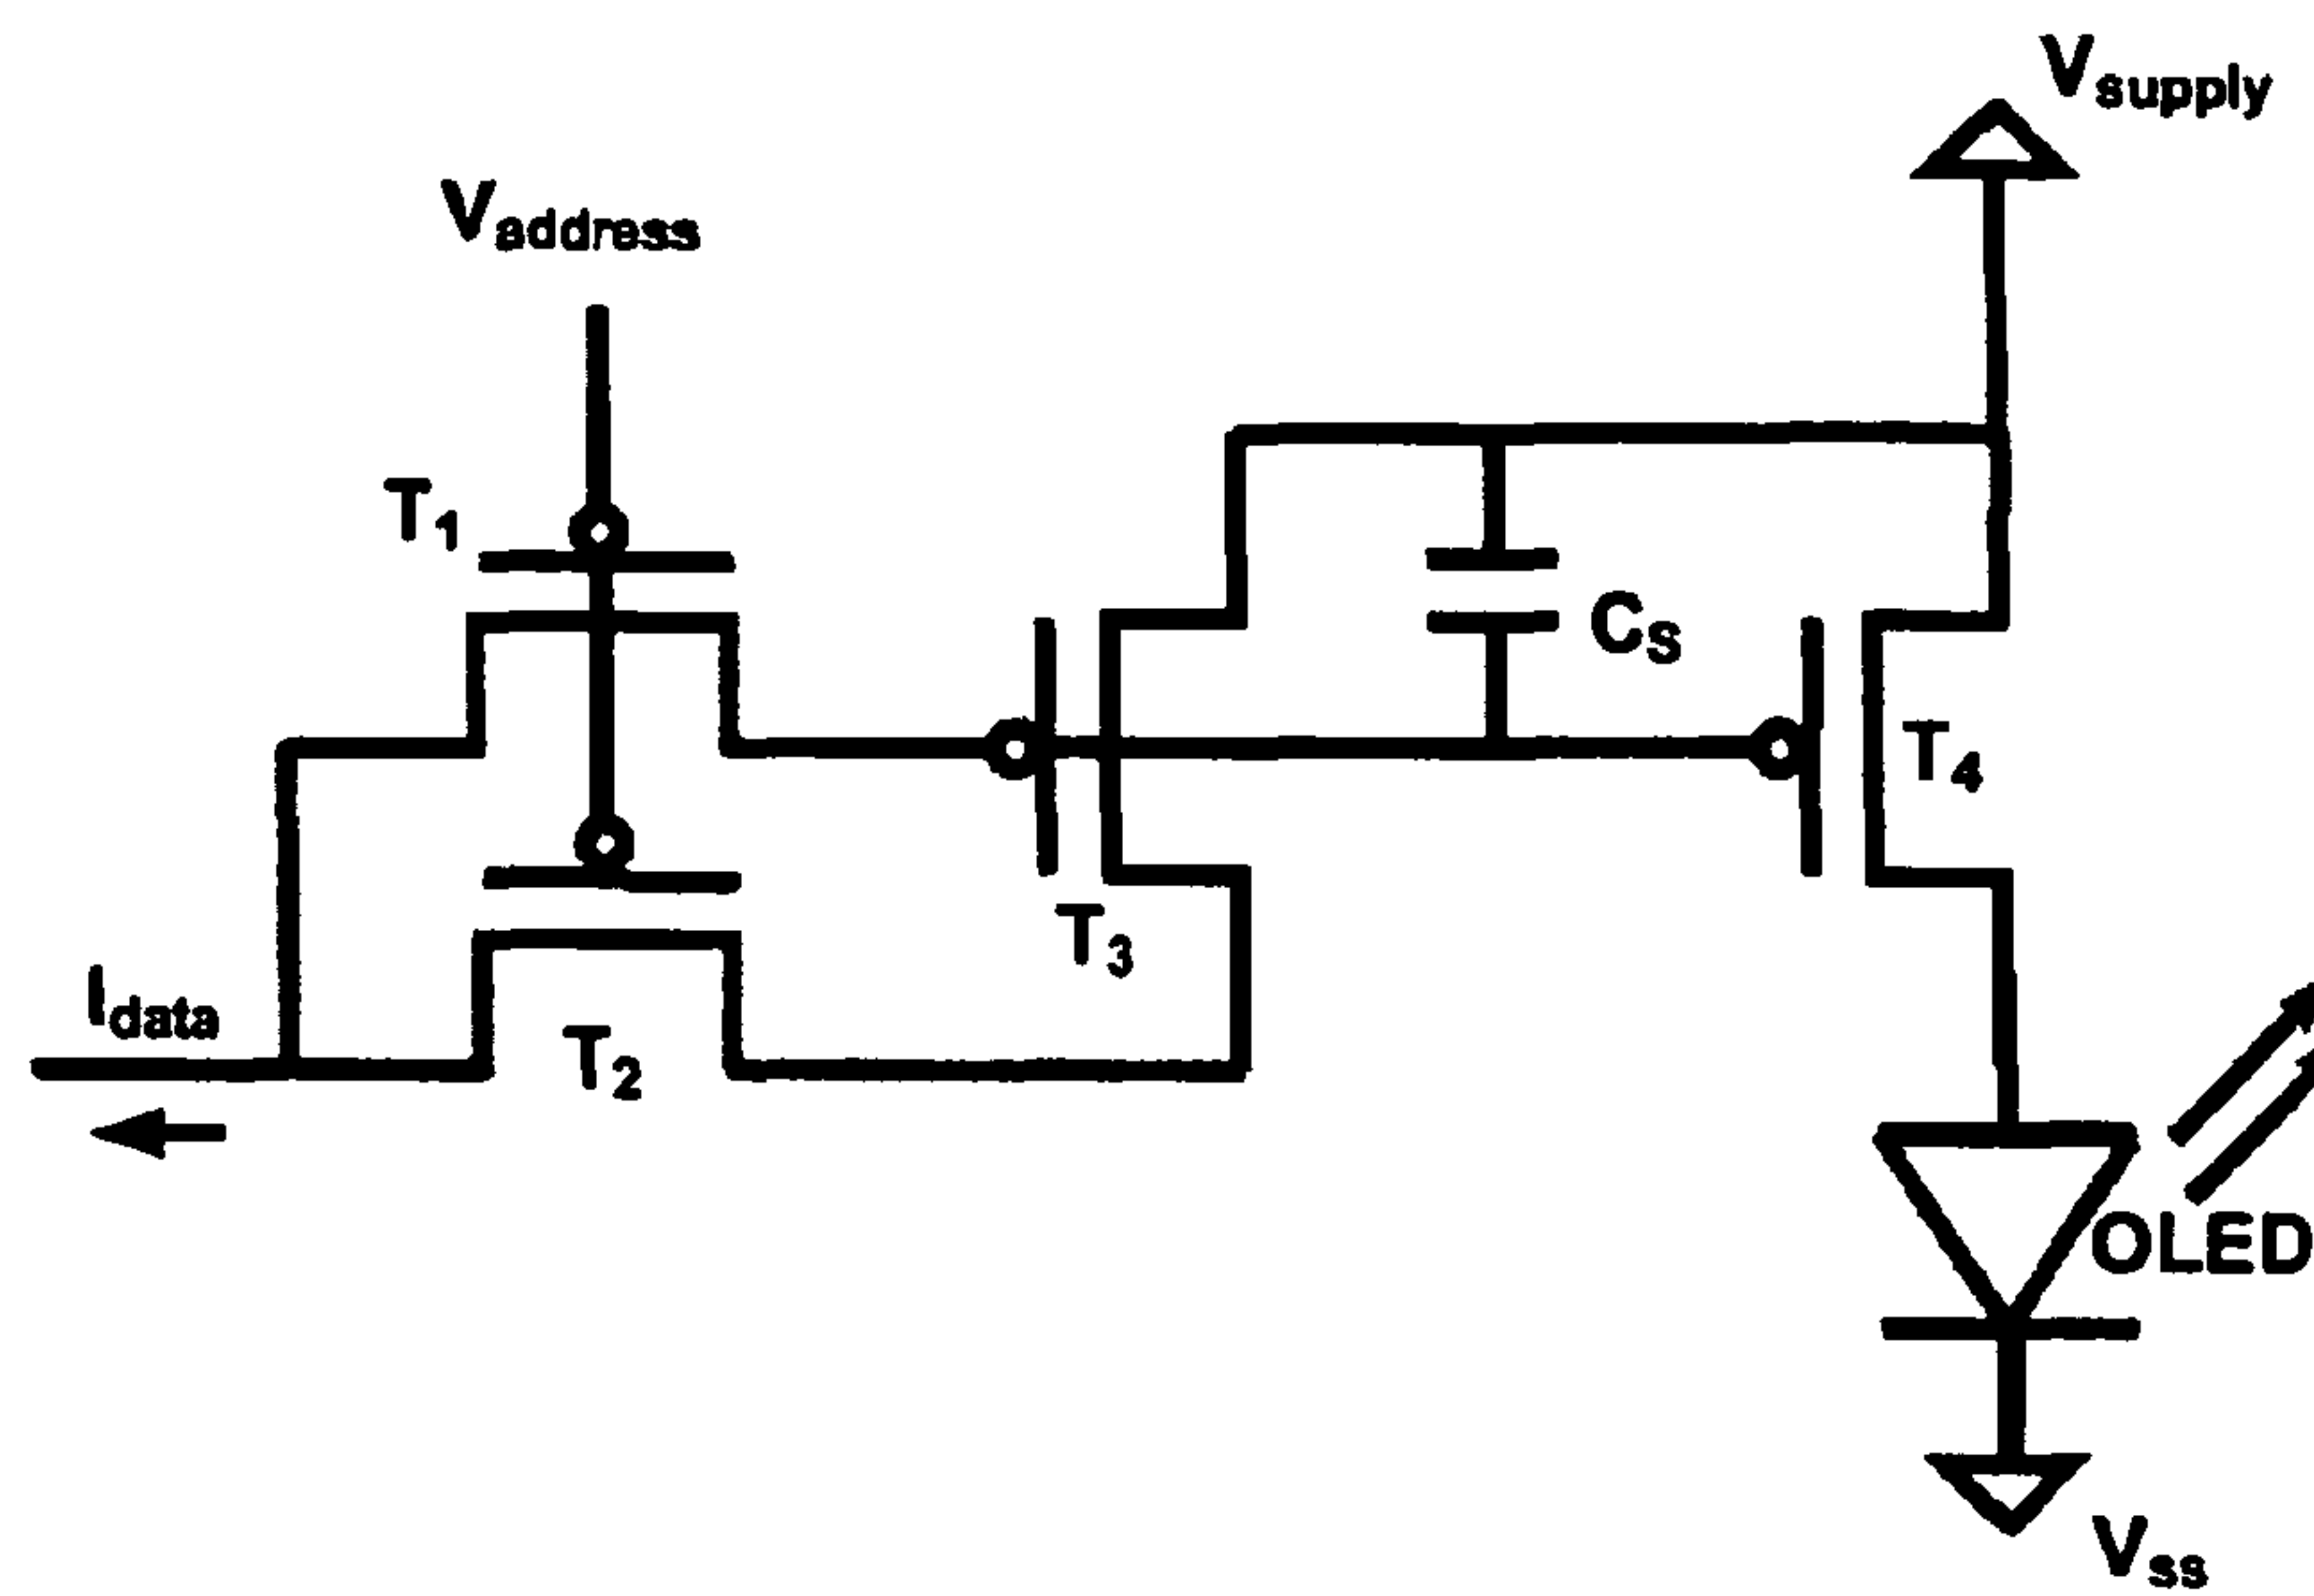 Vsupply
Vaddress
T1
CS
T4
T3
Idata
T2
OLED
Vss